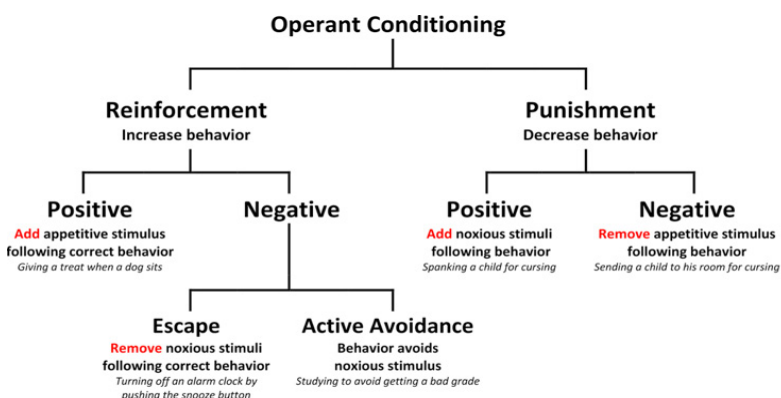 Operant Conditioning
Reinforcement
Increase behavior
Punishment
Decrease behavior
Positive
Add appetitive stimulus
following correct behavior
Giving a treat when a dog sits
Negative
Positive
Add noxious stimuli
following behavior
Spanking a child for cursing
Negative
Remove appetitive stimulus
following behavior
Sending a child to his room for cursing
Escape
Remove noxious stimuli
following correct behavior
Turning off an alarm clock by
pushing the snooze button
Active Avoidance
Behavior avoids
noxious stimulus
Studying to avoid getting a bad grade